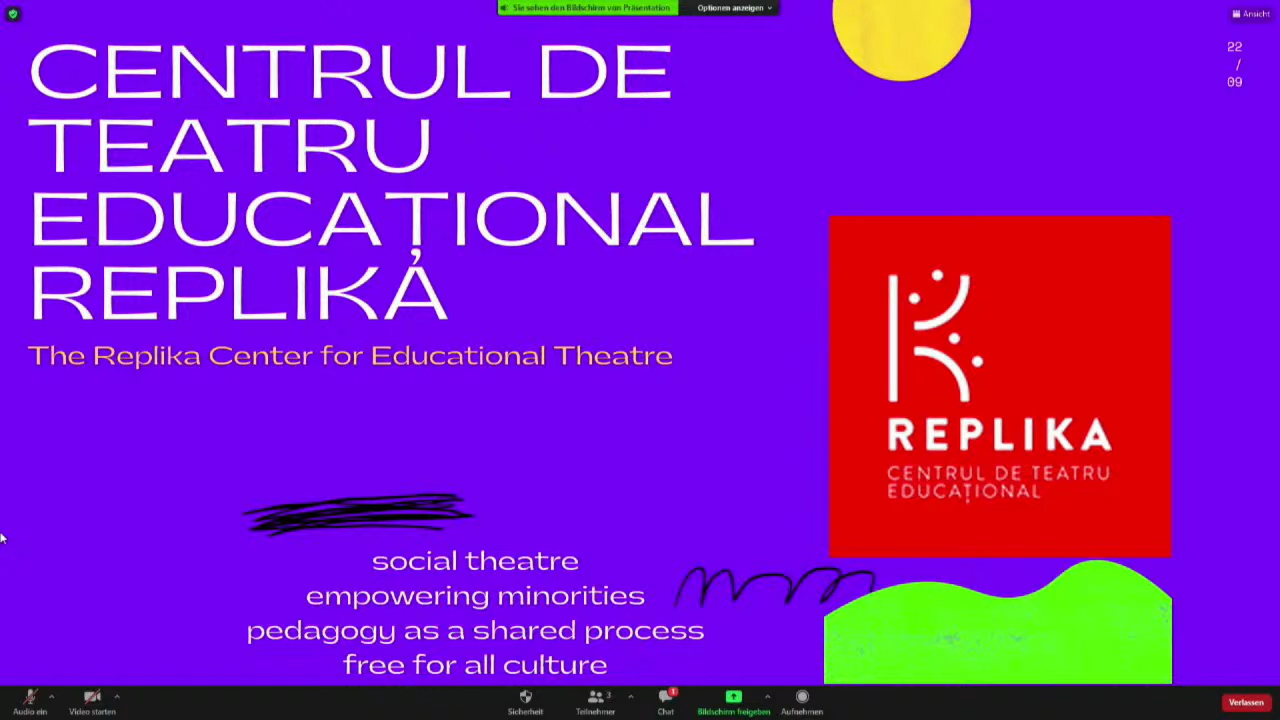 Sie sehen den Bildschirm von Präsentation
Optionen anzeigen
Ansicht
22
/
09
CENTRUL DE
TEATRU
EDUCAȚIONAL
REPLIKA
The Replika Center for Educational Theatre
REPLIKA
CENTRUL DE TEATRU
EDUCAȚIONAL
social theatre
empowering minorities
pedagogy as a shared process
free for all culture
Audio ein
Video starten
Sicherheit
3
Teilnehmer
1
Chat
Bildschirm freigeben
Aufnehmen
Verlassen